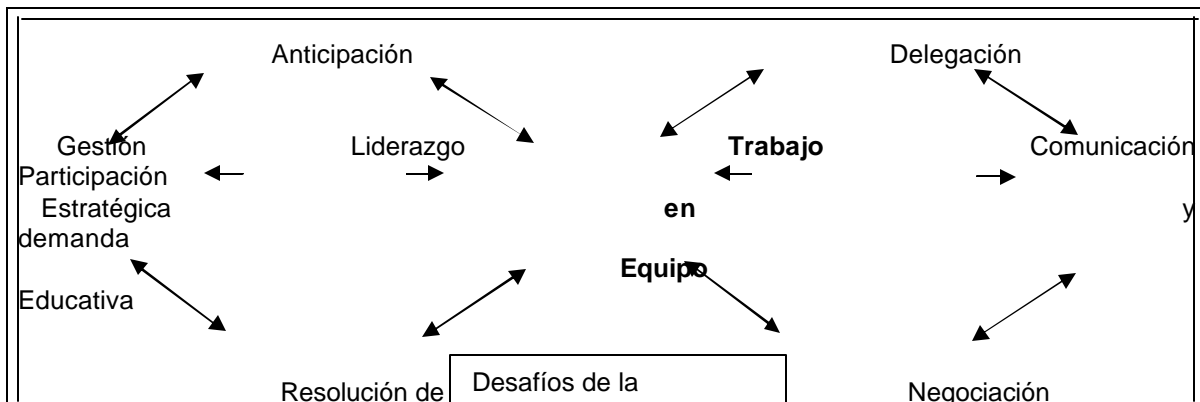 Anticipación Delegación
Gestión Liderazgo Trabajo Comunicación
Participación
Estratégica en y
demanda
Equipo
Educativa
Desafíos de la
Resolución de Negociación